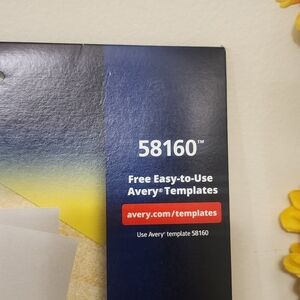 58160™
Free Easy-to-Use
Avery® Templates
avery.com/templates
Use Avery® template 58160